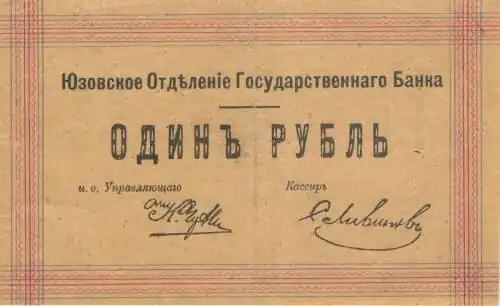 Юзовское Отдѣленіе Государственнаго Банка
ОДИНЪ РУБЛЬ
и. о. Управляющаго Кассиръ